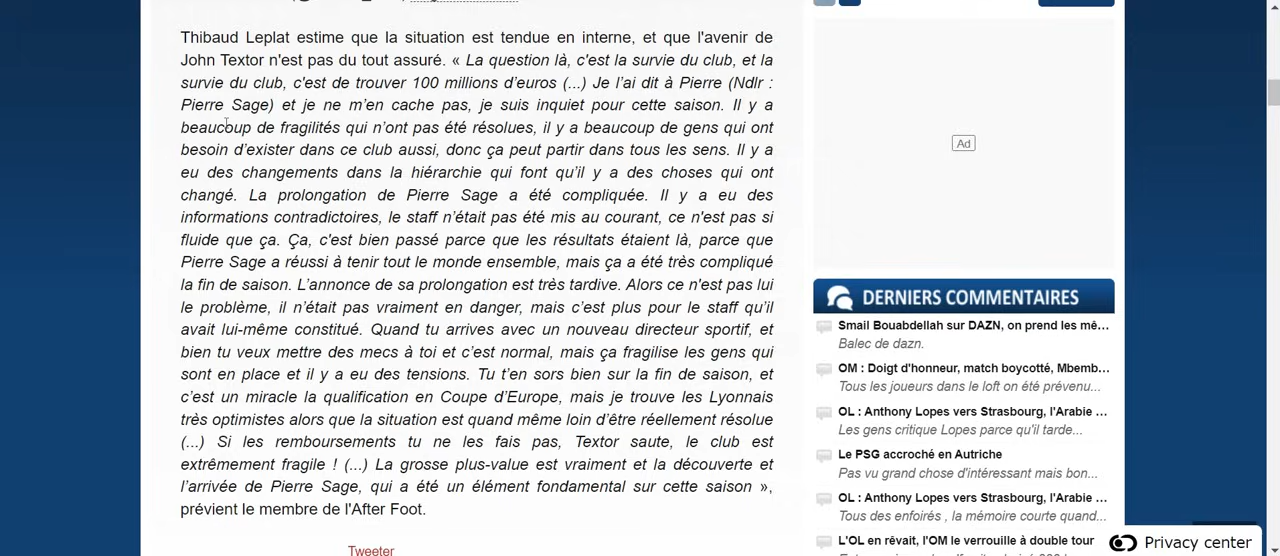 Thibaud Leplat estime que la situation est tendue en interne, et que l'avenir de
John Textor n'est pas du tout assuré. « La question là, c'est la survie du club, et la
survie du club, c'est de trouver 100 millions d'euros (...) Je l'ai dit à Pierre (Ndlr :
Pierre Sage) et je ne m'en cache pas, je suis inquiet pour cette saison. Il y a
beaucoup de fragilités qui n'ont pas été résolues, il y a beaucoup de gens qui ont
besoin d'exister dans ce club aussi, donc ça peut partir dans tous les sens. Il y a
eu des changements dans la hiérarchie qui font qu'il y a des choses qui ont
changé. La prolongation de Pierre Sage a été compliquée. Il y a eu des
informations contradictoires, le staff n'était pas été mis au courant, ce n'est pas si
fluide que ça. Ça, c'est bien passé parce que les résultats étaient là, parce que
Pierre Sage a réussi à tenir tout le monde ensemble, mais ça a été très compliqué
la fin de saison. L'annonce de sa prolongation est très tardive. Alors ce n'est pas lui
le problème, il n'était pas vraiment en danger, mais c'est plus pour le staff qu'il
avait lui-même constitué. Quand tu arrives avec un nouveau directeur sportif, et
bien tu veux mettre des mecs à toi et c'est normal, mais ça fragilise les gens qui
sont en place et il y a eu des tensions. Tu t'en sors bien sur la fin de saison, et
c'est un miracle la qualification en Coupe d'Europe, mais je trouve les Lyonnais
très optimistes alors que la situation est quand même loin d'être réellement résolue
(...) Si les remboursements tu ne les fais pas, Textor saute, le club est
extrêmement fragile ! (...) La grosse plus-value est vraiment et la découverte et
l'arrivée de Pierre Sage, qui a été un élément fondamental sur cette saison »,
prévient le membre de l'After Foot.
Tweeter
Ad
DERNIERS COMMENTAIRES
Smail Bouabdellah sur DAZN, on prend les mê...
Balec de dazn.
OM : Doigt d'honneur, match boycotté, Mbemb...
Tous les joueurs dans le loft on été prévenu...
OL : Anthony Lopes vers Strasbourg, l'Arabie ...
Les gens critique Lopes parce qu'il tarde...
Le PSG accroché en Autriche
Pas vu grand chose d'intéressant mais bon...
OL : Anthony Lopes vers Strasbourg, l'Arabie ...
Tous des enfoirés , la mémoire courte quand...
L'OL en rêvait, l'OM le verrouille à double tour
Privacy center